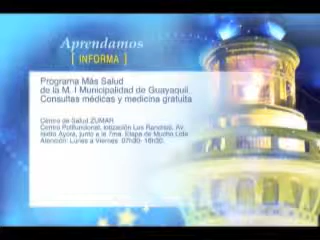 Aprendamos
[ INFORMA ]
Programa Más Salud
de la M. I Municipalidad de Guayaquil
Consultas médicas y medicina gratuita
Centro de Salud ZUMAR
Centro Polifuncional, lotización Los Ranchos, Av.
Isidro Ayora, junto a la 7ma. Etapa de Mucho Lote
Atención: Lunes a Viernes 07h30- 16h30.